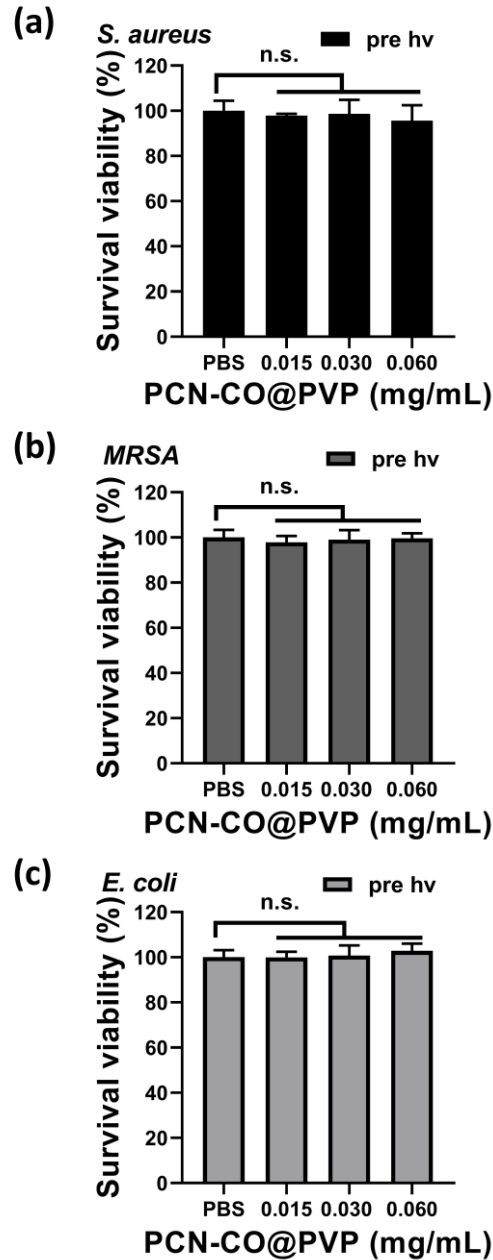 (a)
S. aureus
pre hv
n.s.
Survival viability (%)
120
100
80
60
40
20
0
PBS 0.015 0.030 0.060
PCN-CO@PVP (mg/mL)
(b)
MRSA
pre hv
n.s.
Survival viability (%)
120
100
80
60
40
20
0
PBS 0.015 0.030 0.060
PCN-CO@PVP (mg/mL)
(c)
E. coli
pre hv
n.s.
Survival viability (%)
120
100
80
60
40
20
0
PBS 0.015 0.030 0.060
PCN-CO@PVP (mg/mL)